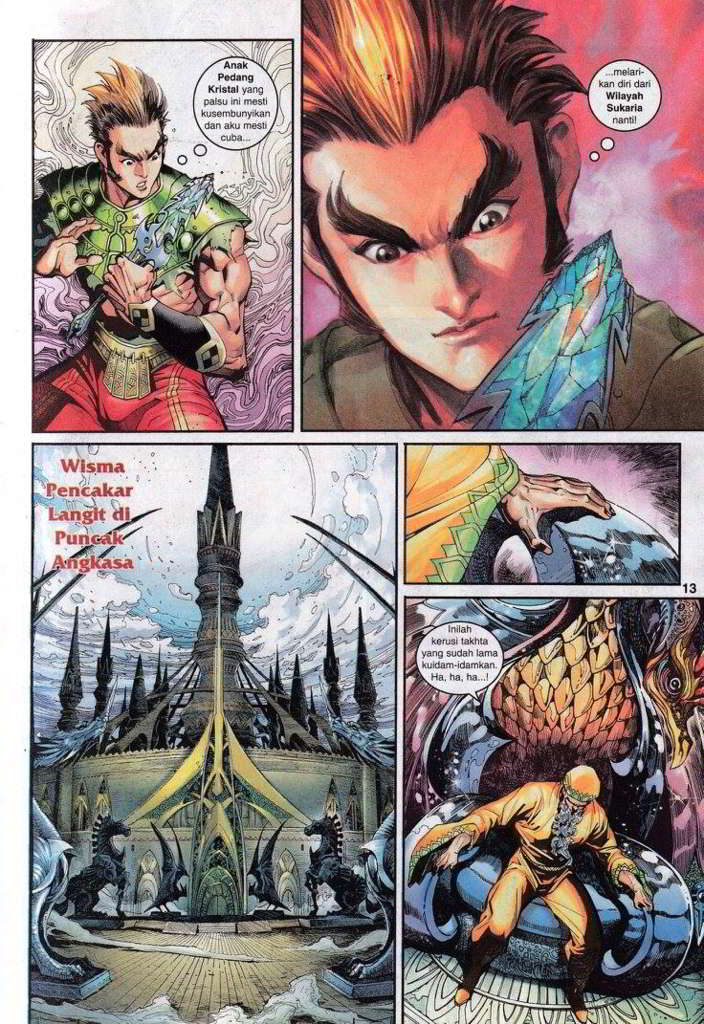 Anak
Pedang
Kristal yang
palsu ini mesti
kusembunyikan
dan aku mesti
cuba...
...melari-
kan diri dari
Wilayah
Sukaria
nanti!
Wisma
Pencakar
Langit di
Puncak
Angkasa
13
Inilah
kerusi takhta
yang sudah lama
kuidam-idamkan.
Ha, ha, ha...!